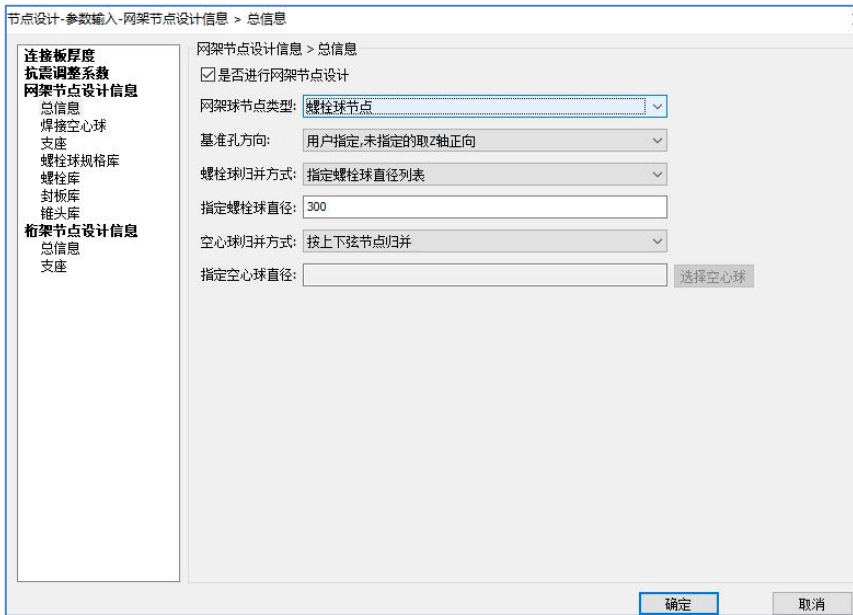 节点设计-参数输入-网架节点设计信息 > 总信息
连接板厚度
抗震调整系数
网架节点设计信息
总信息
焊接空心球
支座
螺栓球规格库
螺栓库
封板库
锥头库
桁架节点设计信息
总信息
支座
网架节点设计信息 > 总信息
是否进行网架节点设计
网架球节点类型: 螺栓球节点
基准孔方向: 用户指定,未指定的取Z轴正向
螺栓球归并方式: 指定螺栓球直径列表
指定螺栓球直径: 300
空心球归并方式: 按上下弦节点归并
指定空心球直径: 选择空心球
确定 取消